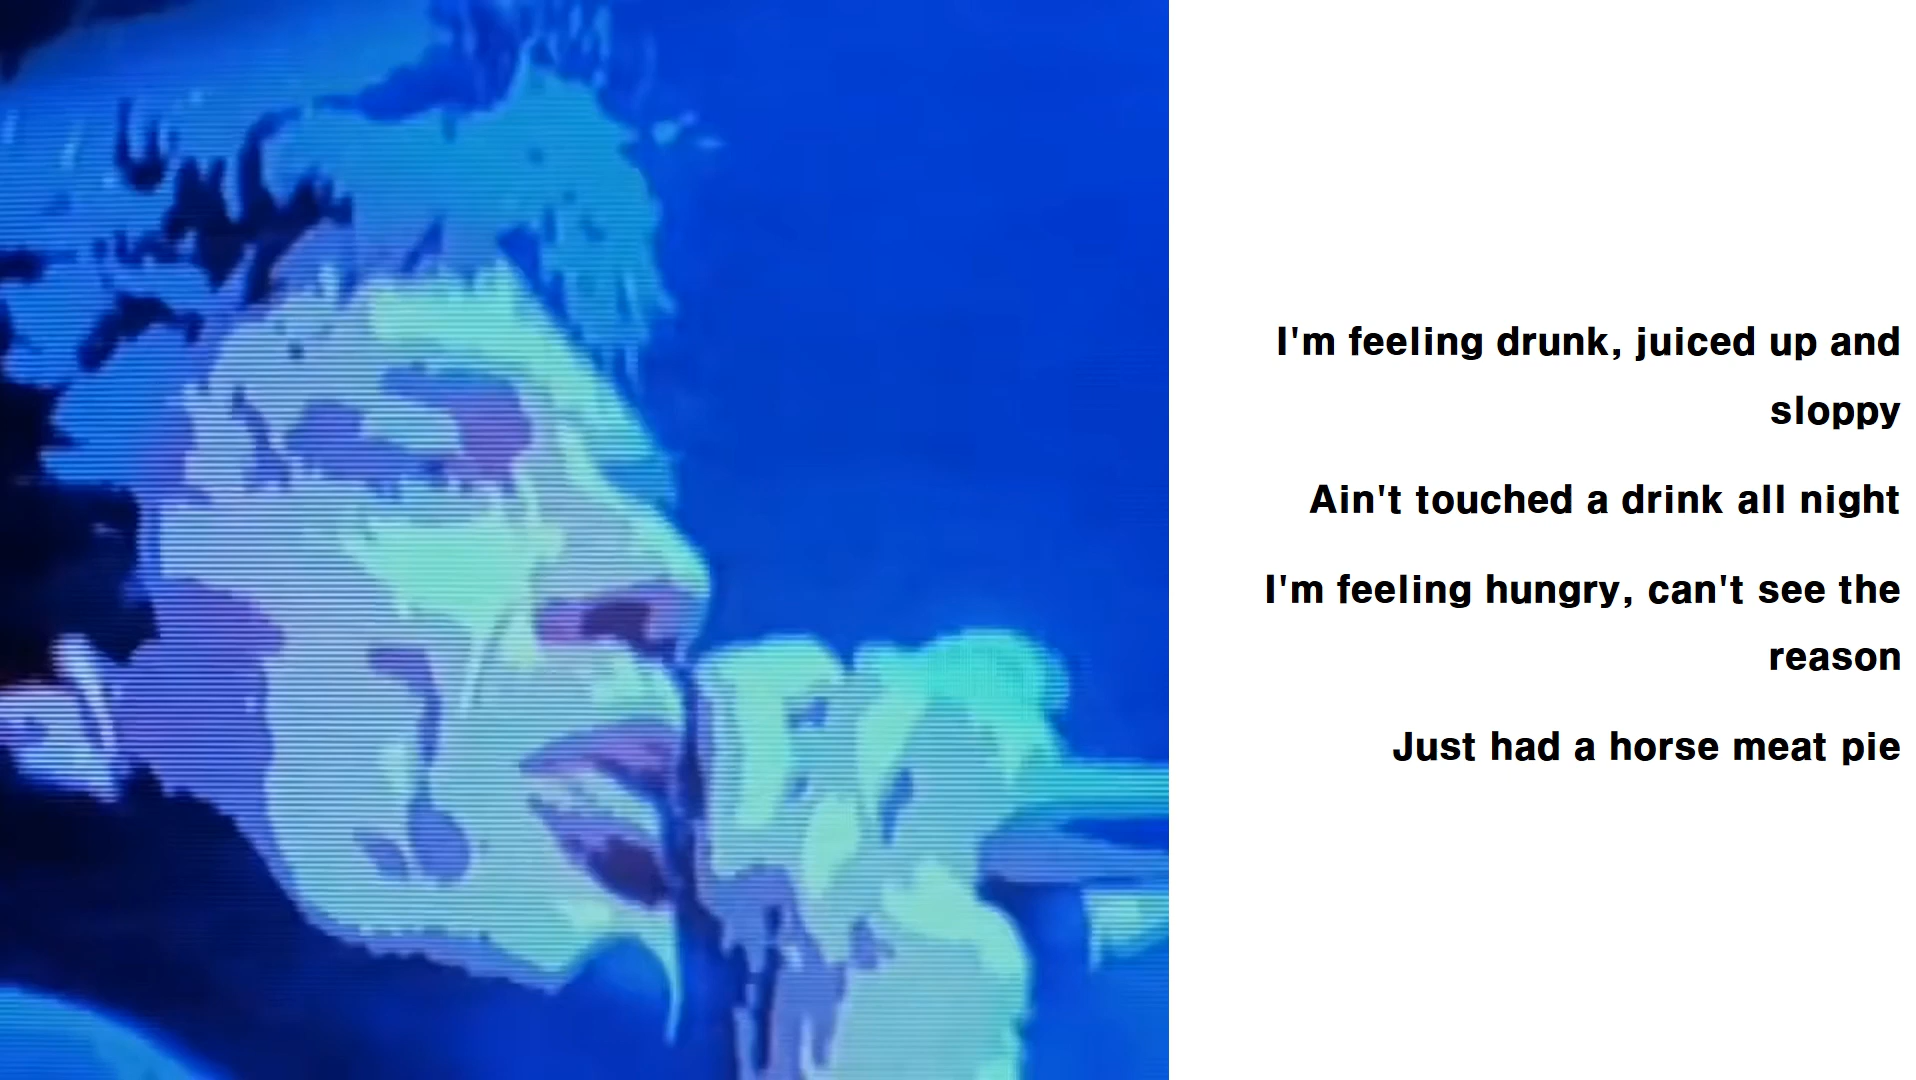 I'm feeling drunk, juiced up and
sloppy
Ain't touched a drink all night
I'm feeling hungry, can't see the
reason
Just had a horse meat pie